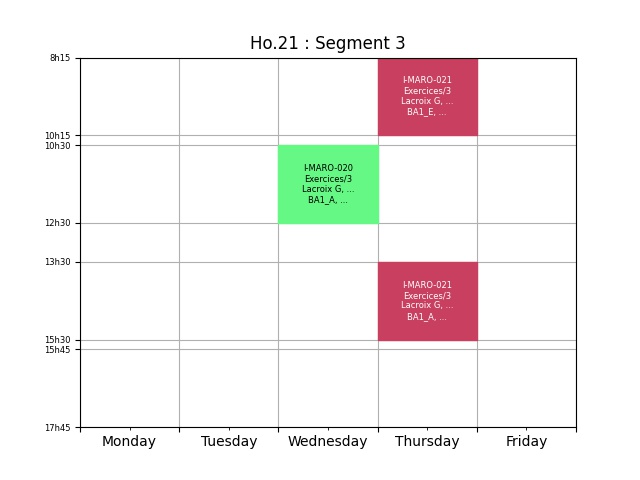 Ho.21 : Segment 3
8h15
I-MARO-021
Exercices/3
Lacroix G, ...
BA1_E, ...
10h15
10h30
I-MARO-020
Exercices/3
Lacroix G, ...
BA1_A, ...
12h30
13h30
I-MARO-021
Exercices/3
Lacroix G, ...
BA1_A, ...
15h30
15h45
17h45
Monday Tuesday Wednesday Thursday Friday